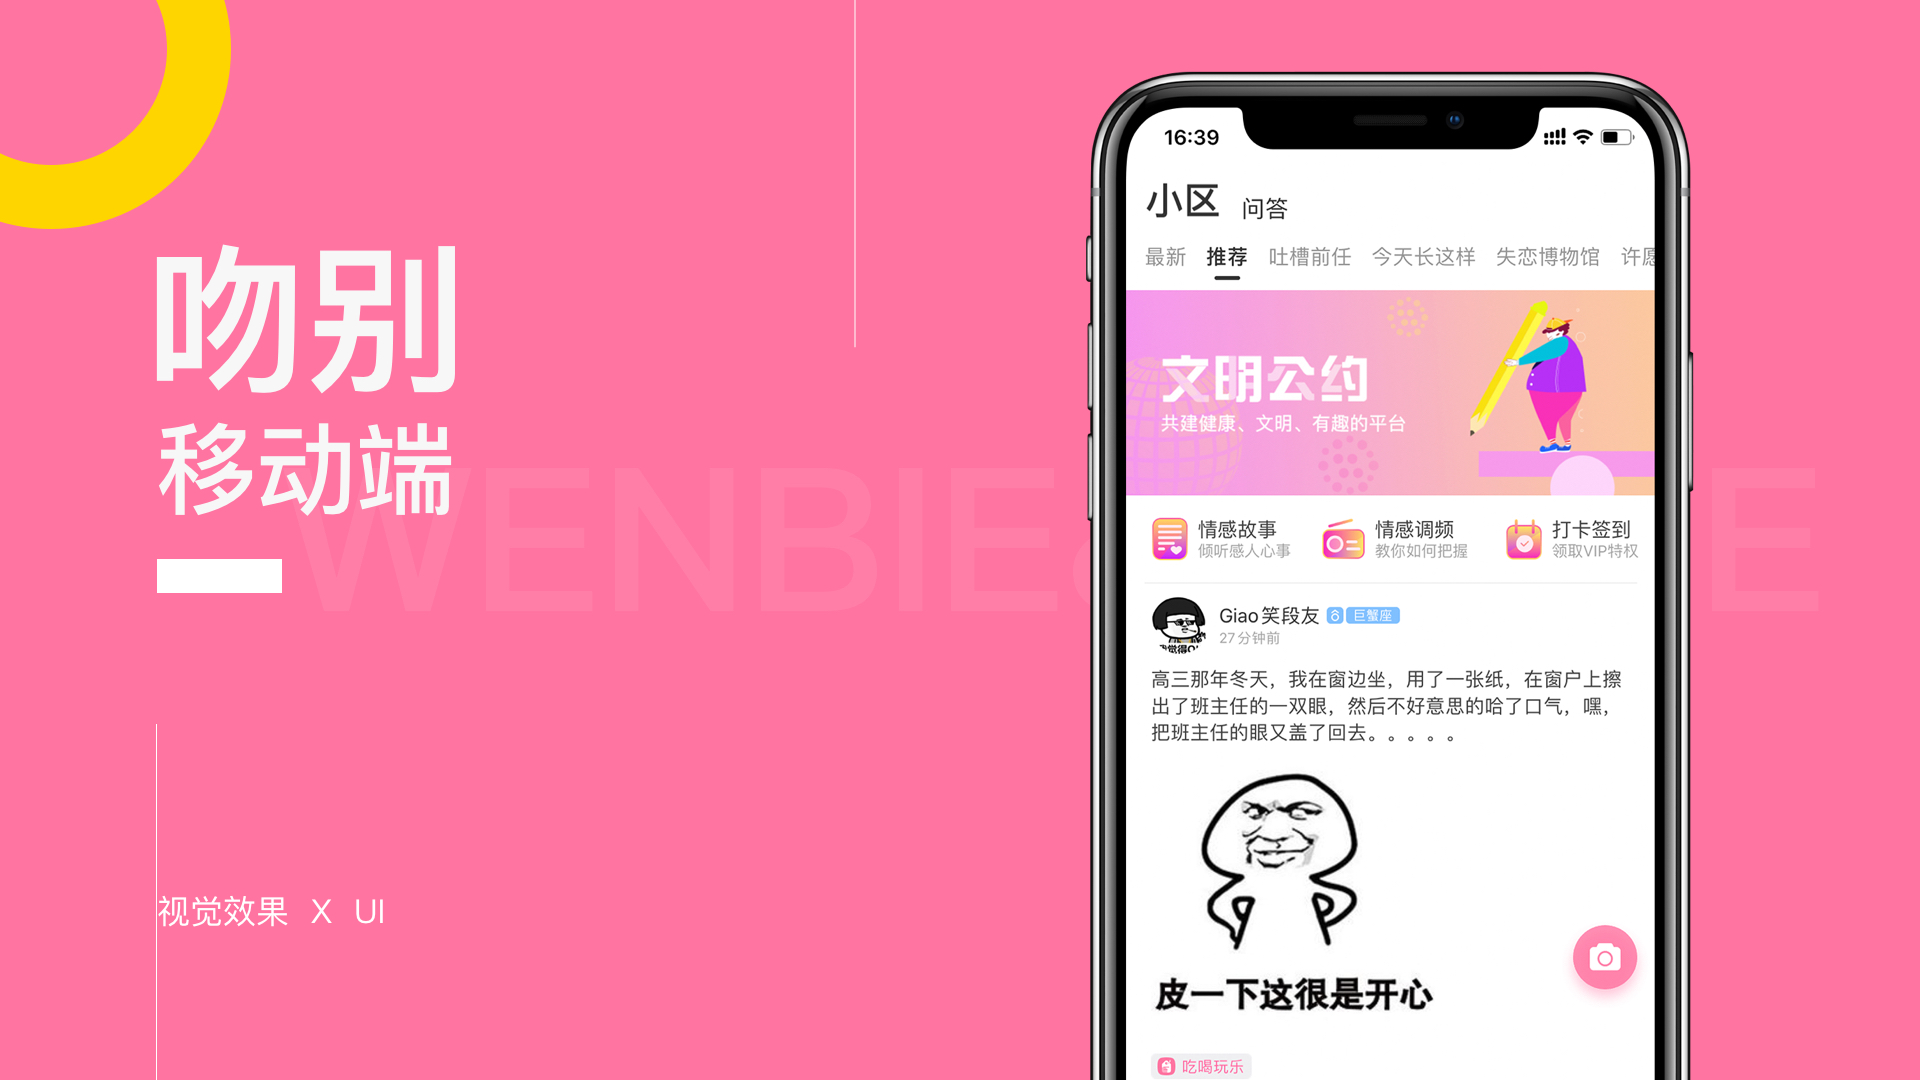 吻别
移动端
WENBIE
E
视觉效果 X UI
16:39
小区 问答
最新 推荐 吐槽前任 今天长这样 失恋博物馆 许愿
文明公约
共建健康、文明、有趣的平台
情感故事 情感调频 打卡签到
倾听感人心事 教你如何把握 领取VIP特权
Giao笑段友 巨蟹座
27分钟前
高三那年冬天，我在窗边坐，用了一张纸，在窗户上擦
出了班主任的一双眼，然后不好意思的哈了口气，嘿，
把班主任的眼又盖了回去。。。。。
皮一下这很是开心
吃喝玩乐